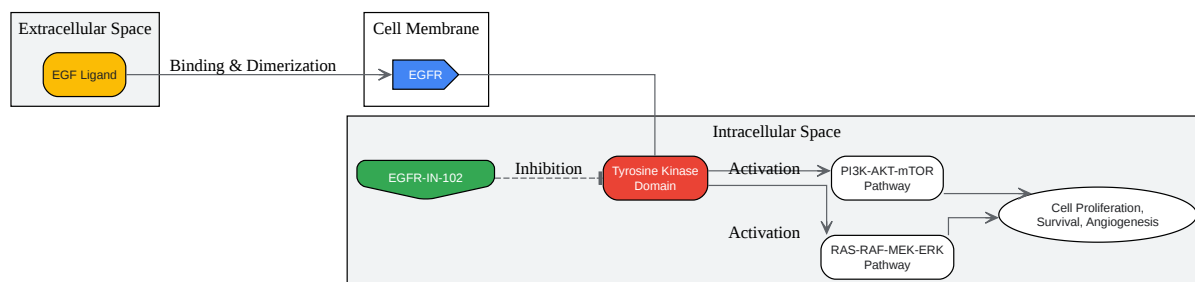 Extracellular Space
EGF Ligand
Binding & Dimerization
Cell Membrane
EGFR
Intracellular Space
EGFR-IN-102
Inhibition
Tyrosine Kinase
Domain
Activation
PI3K-AKT-mTOR
Pathway
Activation
RAS-RAF-MEK-ERK
Pathway
Cell Proliferation,
Survival, Angiogenesis